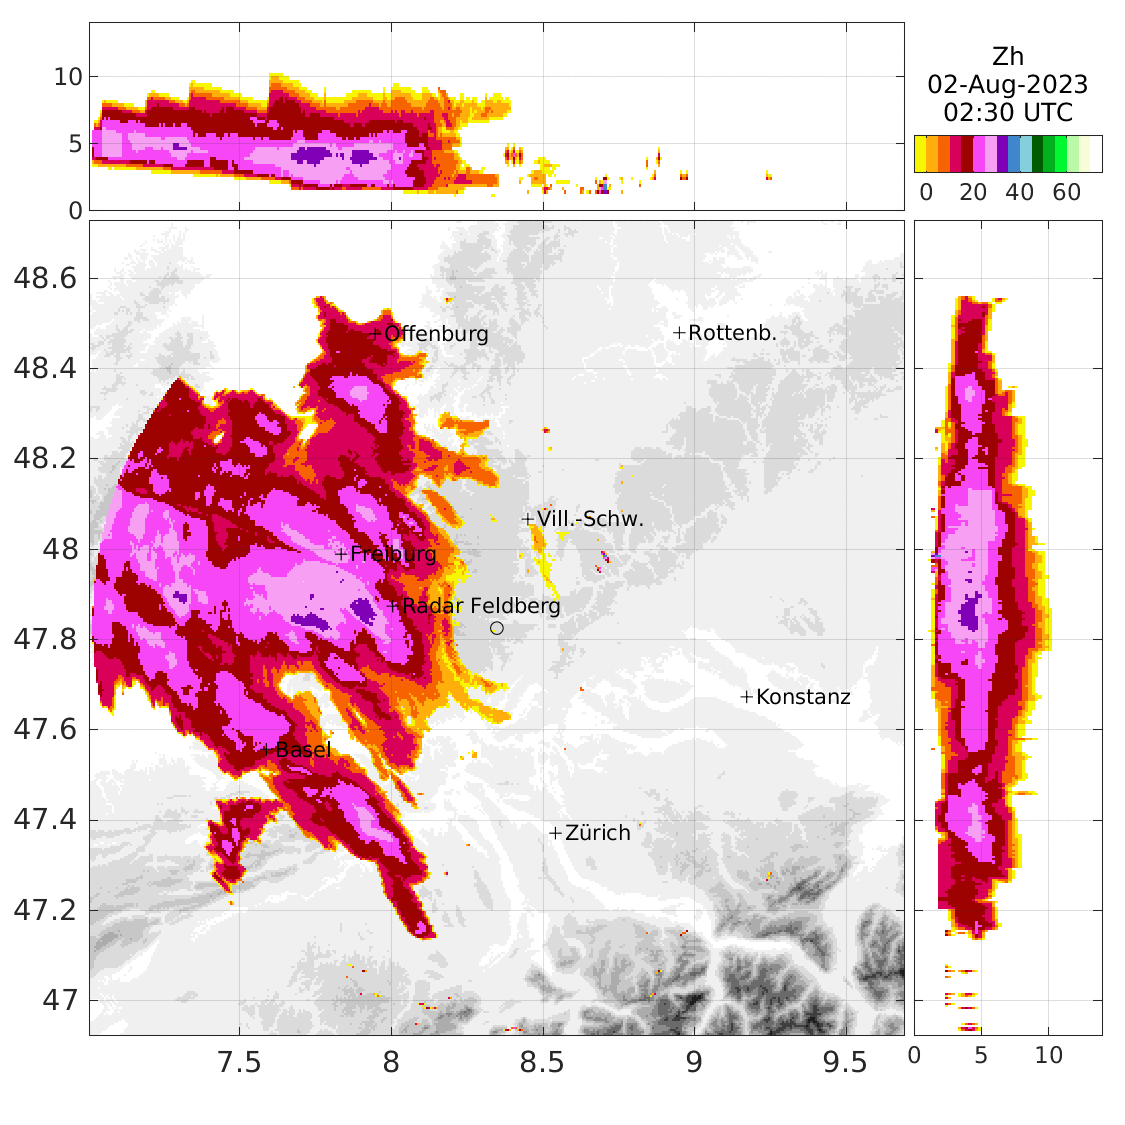 10
5
0
Zh
02-Aug-2023
02:30 UTC
0 20 40 60
48.6
48.4
48.2
48
47.8
47.6
47.4
47.2
47
Offenburg
Rottenb.
Vill.-Schw.
Freiburg
Radar Feldberg
Konstanz
Basel
Zürich
7.5 8 8.5 9 9.5
0 5 10